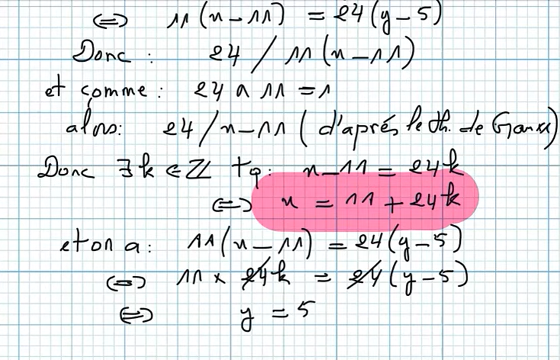 ⇔ 11(x-11) = 24(y-5)
Donc : 24 / 11(x-11)
et comme : 24 ∧ 11 = 1
alors : 24 / x-11 ( d'aprés le th. de Gauss)
Donc ∃k ∈ ℤ tq : x-11 = 24k
⇔ x = 11 + 24k
et on a : 11(x-11) = 24(y-5)
⇔ 11 × 24k = 24(y-5)
⇔ y = 5